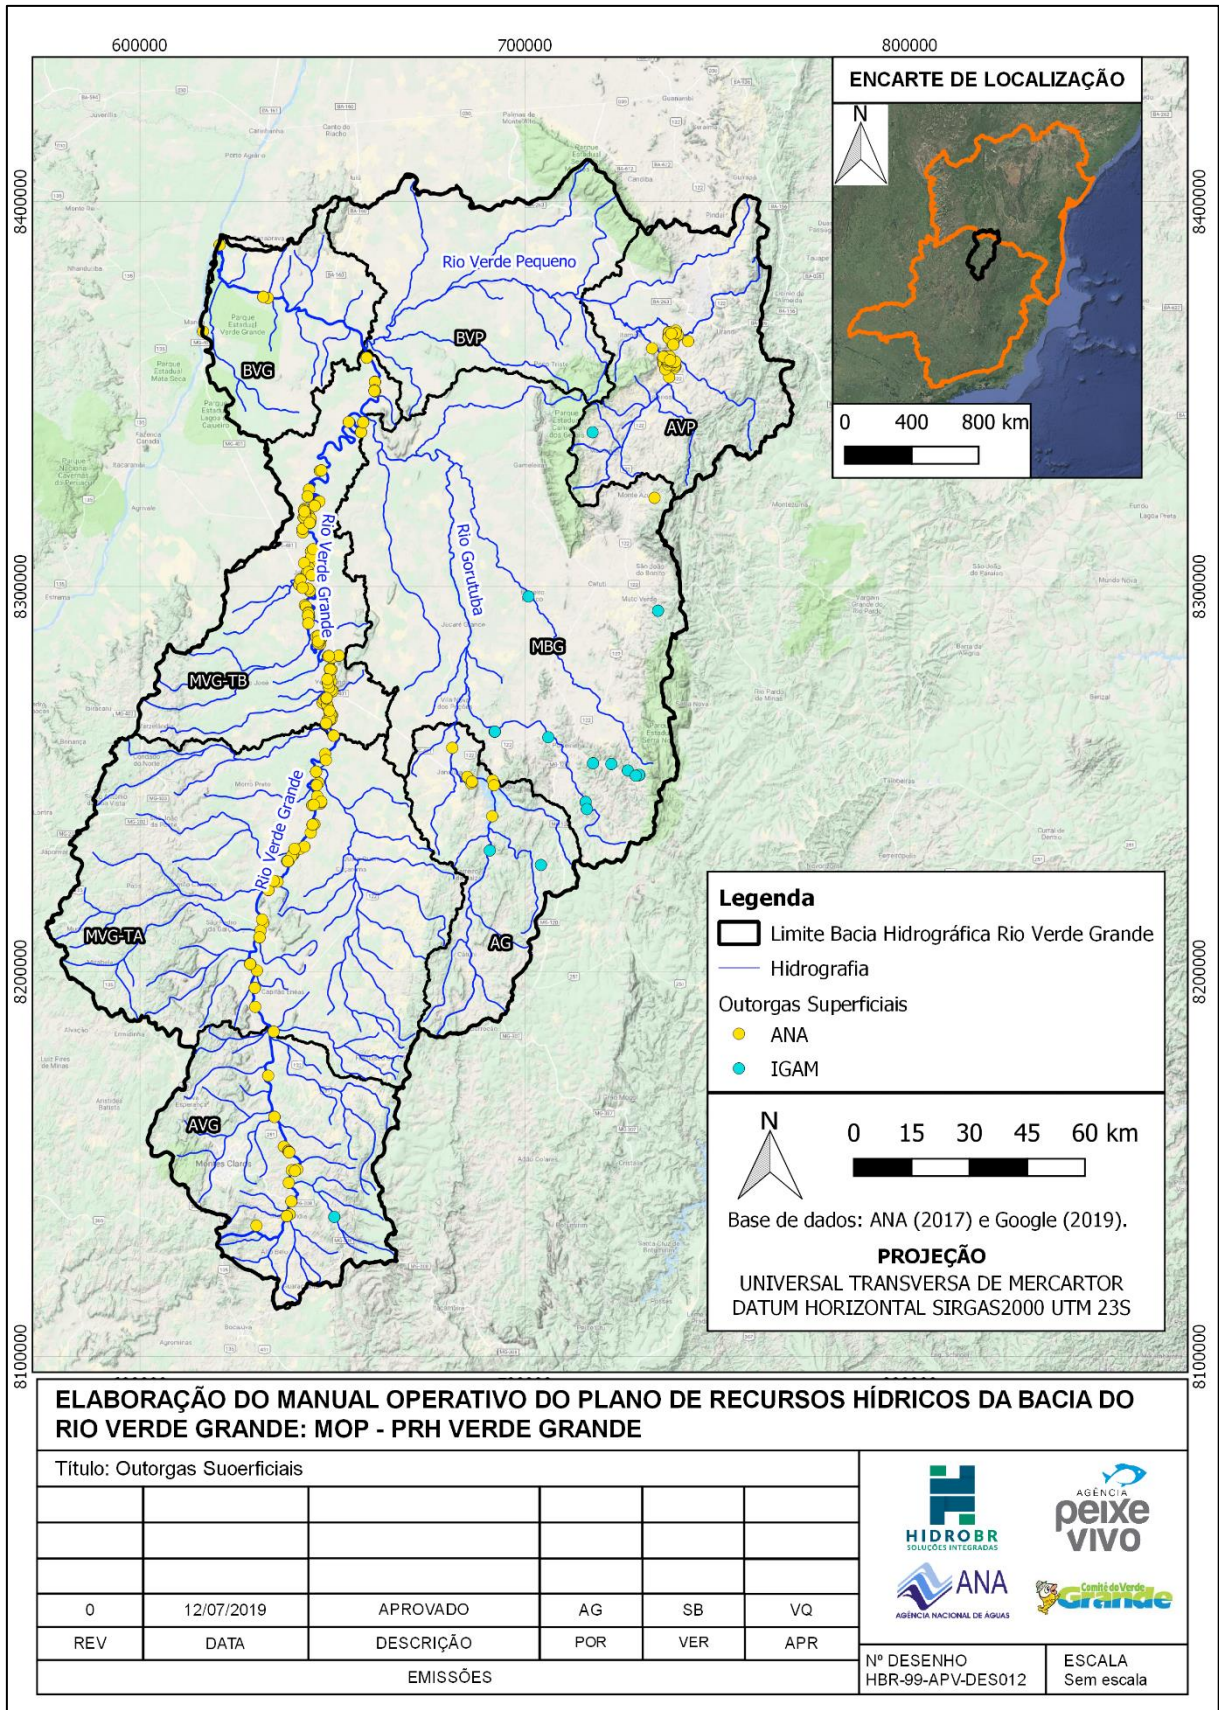 600000
700000
800000
ENCARTE DE LOCALIZAÇÃO
N
0 400 800 km
8400000
8400000
8300000
8300000
8200000
8200000
8100000
8100000
Rio Verde Pequeno
BVP
BVG
AVP
Rio Gorutuba
Rio Verde Grande
MBG
MVG-TB
Rio Verde Grande
MVG-TA
AG
AVG
Montes Claros
Legenda
Limite Bacia Hidrográfica Rio Verde Grande
Hidrografia
Outorgas Superficiais
ANA
IGAM
N
0 15 30 45 60 km
Base de dados: ANA (2017) e Google (2019).
PROJEÇÃO
UNIVERSAL TRANSVERSA DE MERCARTOR
DATUM HORIZONTAL SIRGAS2000 UTM 23S
ELABORAÇÃO DO MANUAL OPERATIVO DO PLANO DE RECURSOS HÍDRICOS DA BACIA DO
RIO VERDE GRANDE: MOP - PRH VERDE GRANDE
Título: Outorgas Suoerficiais
0 12/07/2019 APROVADO AG SB VQ
REV DATA DESCRIÇÃO POR VER APR
EMISSÕES
HIDROBR
SOLUÇÕES INTEGRADAS
AGÊNCIA
peixe
VIVO
ANA
AGÊNCIA NACIONAL DE ÁGUAS
Comitê do Verde
Grande
Nº DESENHO
HBR-99-APV-DES012
ESCALA
Sem escala